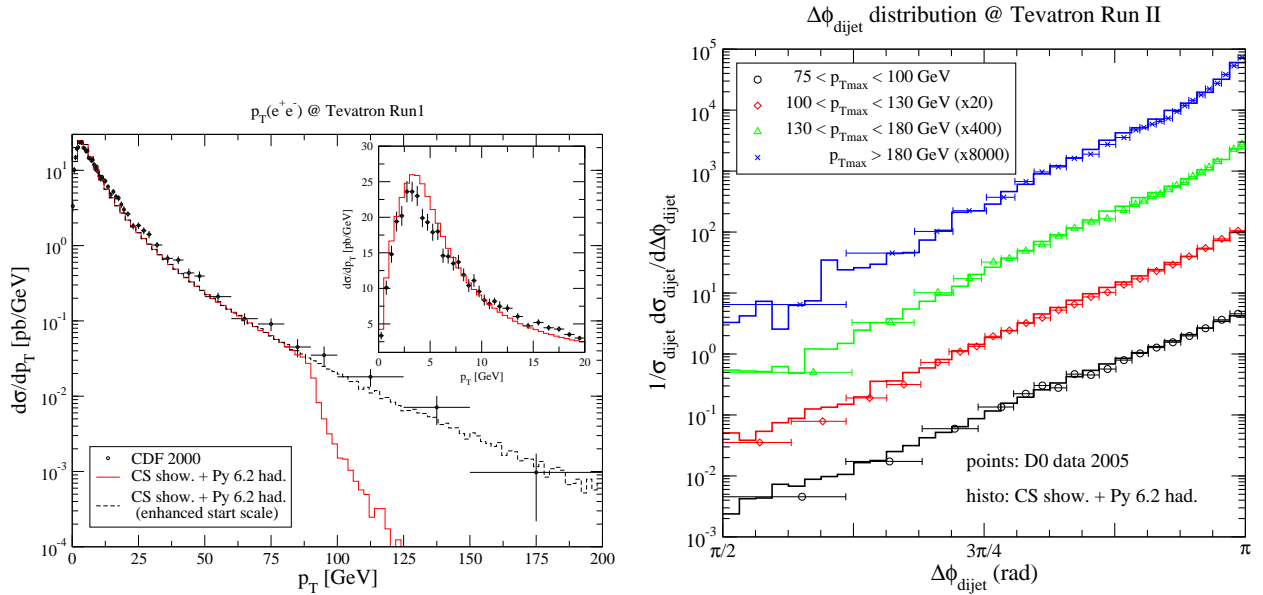 p_T(e^+e^-) @ Tevatron Run1
dσ/dp_T [pb/GeV]
10^1
10^0
10^-1
10^-2
10^-3
10^-4
0 25 50 75 100 125 150 175 200
p_T [GeV]
CDF 2000
CS show. + Py 6.2 had.
CS show. + Py 6.2 had.
(enhanced start scale)
dσ/dp_T [pb/GeV]
30
25
20
15
10
5
0 5 10 15 20
p_T [GeV]
Δϕ_dijet distribution @ Tevatron Run II
1/σ_dijet dσ_dijet/dΔϕ_dijet
10^5
10^4
10^3
10^2
10^1
10^0
10^-1
10^-2
10^-3
75 < p_Tmax < 100 GeV
100 < p_Tmax < 130 GeV (x20)
130 < p_Tmax < 180 GeV (x400)
p_Tmax > 180 GeV (x8000)
points: D0 data 2005
histo: CS show. + Py 6.2 had.
π/2 3π/4 π
Δϕ_dijet (rad)